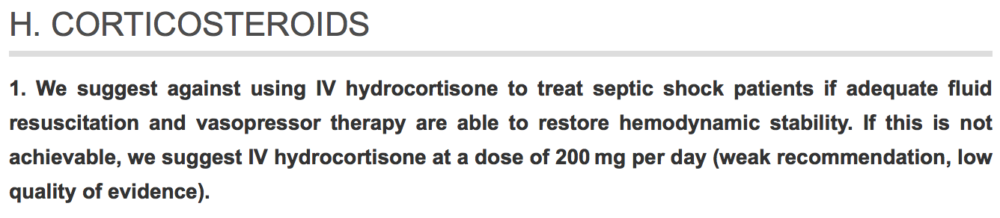 H. CORTICOSTEROIDS
1. We suggest against using IV hydrocortisone to treat septic shock patients if adequate fluid
resuscitation and vasopressor therapy are able to restore hemodynamic stability. If this is not
achievable, we suggest IV hydrocortisone at a dose of 200 mg per day (weak recommendation, low
quality of evidence).